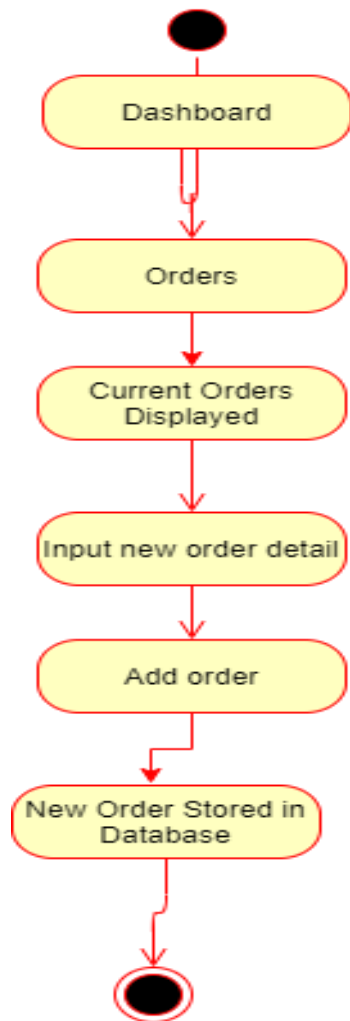 Dashboard
Orders
Current Orders
Displayed
Input new order detail
Add order
New Order Stored in
Database